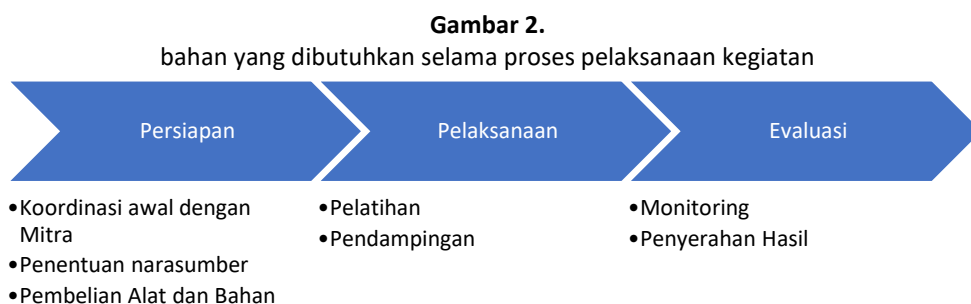 Gambar 2.
bahan yang dibutuhkan selama proses pelaksanaan kegiatan
Persiapan
Pelaksanaan
Evaluasi
•Koordinasi awal dengan
Mitra
•Penentuan narasumber
•Pembelian Alat dan Bahan
•Pelatihan
•Pendampingan
•Monitoring
•Penyerahan Hasil